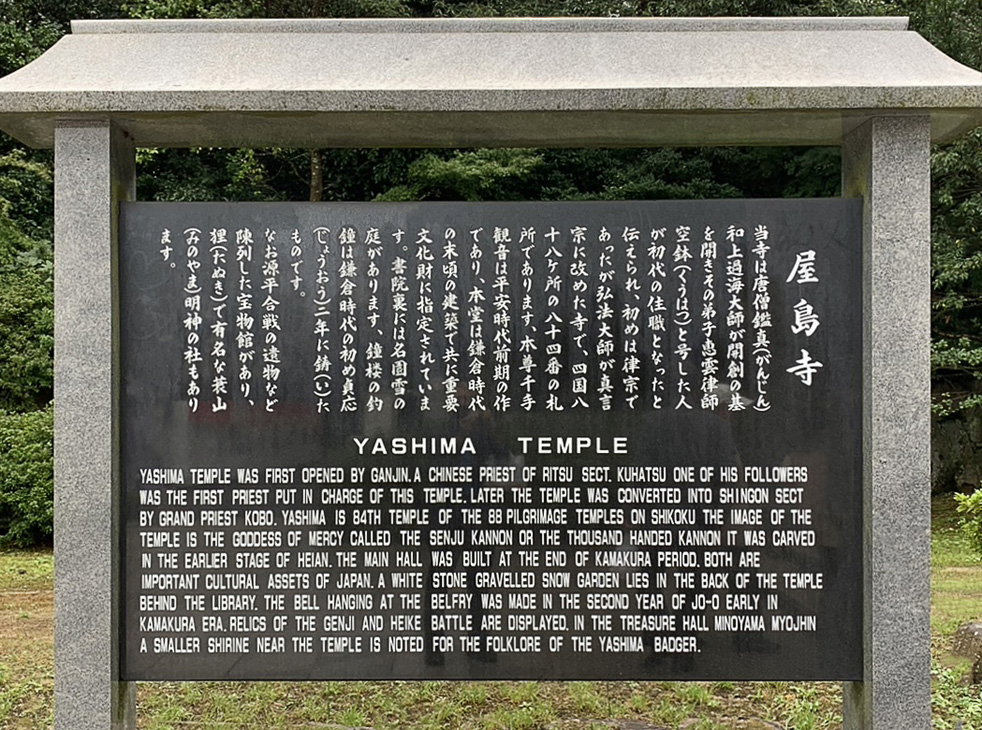 屋島寺
当寺は唐僧鑑真(がんじん)
和上過海大師が開創の基
を開きその弟子恵雲律師
空鉢(くうはつ)と号した人
が初代の住職となったと
伝えられ、初めは律宗で
あったが弘法大師が真言
宗に改めた寺で、四国八
十八ケ所の八十四番の札
所であります、本尊千手
観音は平安時代前期の作
であり、本堂は鎌倉時代
の末頃の建築で共に重要
文化財に指定されていま
す。書院裏には名園雪の
庭があります、鐘楼の釣
鐘は鎌倉時代の初め貞応
(じょうおう)二年に鋳(い)た
ものです。
なお源平合戦の遺物など
陳列した宝物館があり、
狸(たぬき)で有名な蓑山
(みのやま)明神の社もあり
ます。
YASHIMA TEMPLE
YASHIMA TEMPLE WAS FIRST OPENED BY GANJIN. A CHINESE PRIEST OF RITSU SECT. KUHATSU ONE OF HIS FOLLOWERS
WAS THE FIRST PRIEST PUT IN CHARGE OF THIS TEMPLE. LATER THE TEMPLE WAS CONVERTED INTO SHINGON SECT
BY GRAND PRIEST KOBO. YASHIMA IS 84TH TEMPLE OF THE 88 PILGRIMAGE TEMPLES ON SHIKOKU THE IMAGE OF THE
TEMPLE IS THE GODDESS OF MERCY CALLED THE SENJU KANNON OR THE THOUSAND HANDED KANNON IT WAS CARVED
IN THE EARLIER STAGE OF HEIAN. THE MAIN HALL WAS BUILT AT THE END OF KAMAKURA PERIOD. BOTH ARE
IMPORTANT CULTURAL ASSETS OF JAPAN. A WHITE STONE GRAVELLED SNOW GARDEN LIES IN THE BACK OF THE TEMPLE
BEHIND THE LIBRARY. THE BELL HANGING AT THE BELFRY WAS MADE IN THE SECOND YEAR OF JO-O EARLY IN
KAMAKURA ERA. RELICS OF THE GENJI AND HEIKE BATTLE ARE DISPLAYED. IN THE TREASURE HALL MINOYAMA MYOJHIN
A SMALLER SHIRINE NEAR THE TEMPLE IS NOTED FOR THE FOLKLORE OF THE YASHIMA BADGER.